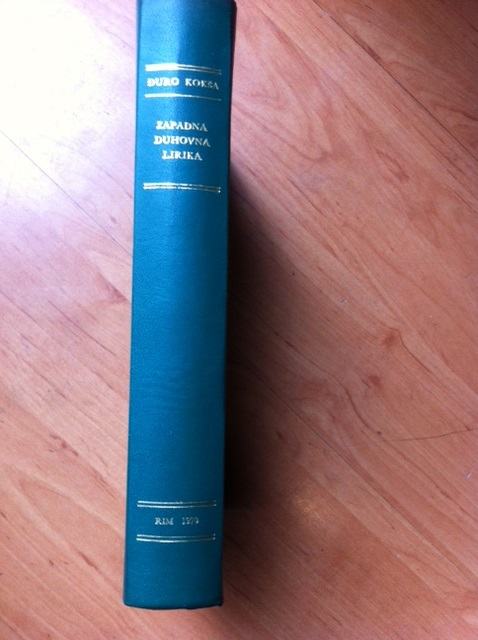 ĐURO KOKŠA
ZAPADNA
DUHOVNA
LIRIKA
RIM